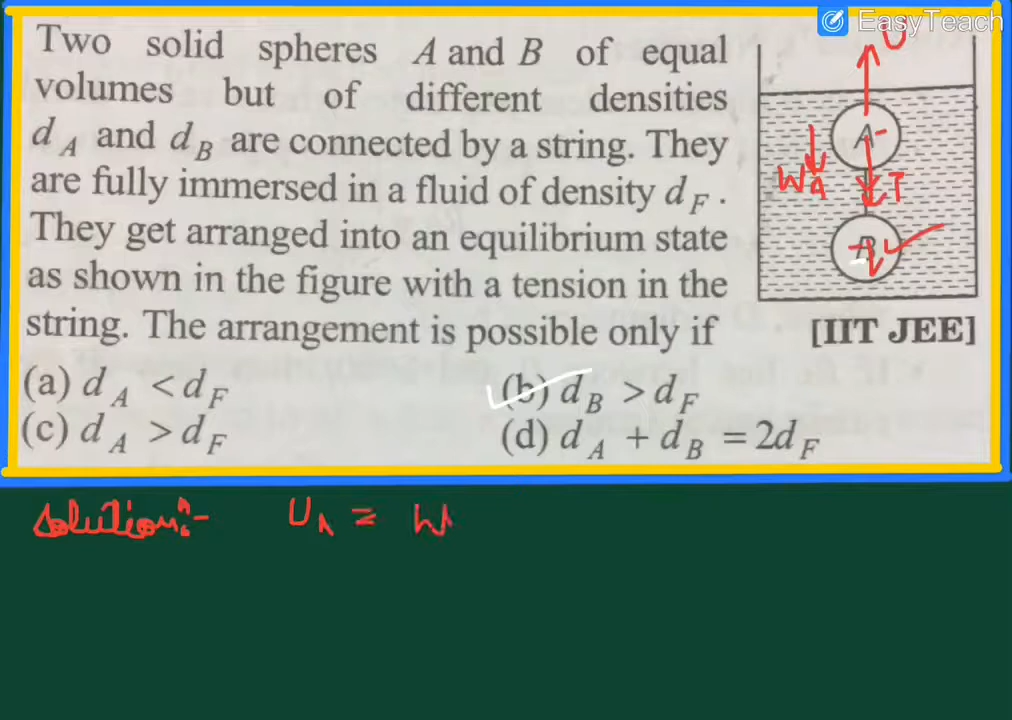 EasyTeach
Two solid spheres A and B of equal
volumes but of different densities
d_A and d_B are connected by a string. They
are fully immersed in a fluid of density d_F.
They get arranged into an equilibrium state
as shown in the figure with a tension in the
string. The arrangement is possible only if
[IIT JEE]
(a) d_A < d_F
(b) d_B > d_F
(c) d_A > d_F
(d) d_A + d_B = 2d_F
U
A
W_A
T
B
Solution:-
U_A = W